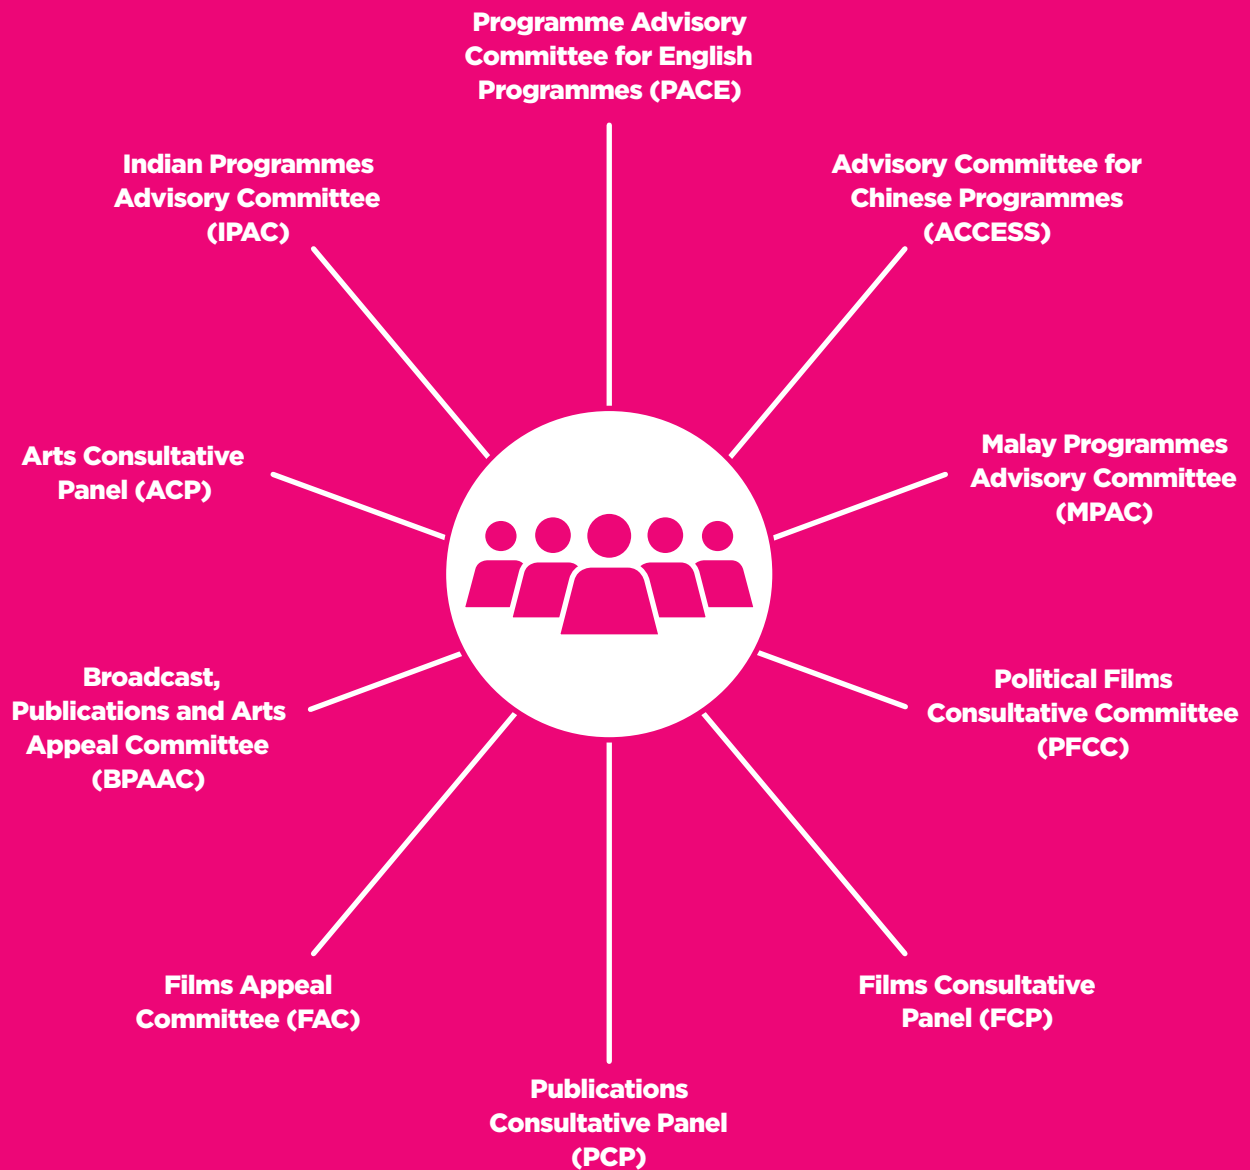 Programme Advisory
Committee for English
Programmes (PACE)
Indian Programmes
Advisory Committee
(IPAC)
Advisory Committee for
Chinese Programmes
(ACCESS)
Arts Consultative
Panel (ACP)
Malay Programmes
Advisory Committee
(MPAC)
Broadcast,
Publications and Arts
Appeal Committee
(BPAAC)
Political Films
Consultative Committee
(PFCC)
Films Appeal
Committee (FAC)
Films Consultative
Panel (FCP)
Publications
Consultative Panel
(PCP)